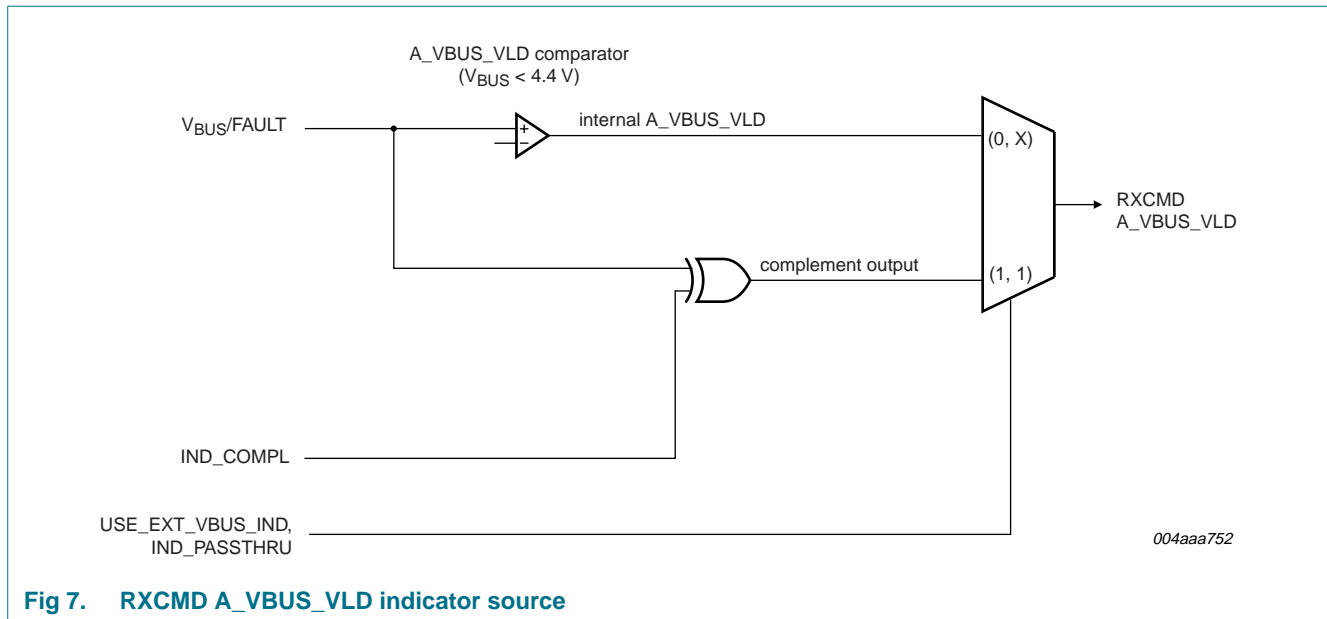 A_VBUS_VLD comparator
(VBUS < 4.4 V)
VBUS/FAULT
+
−
internal A_VBUS_VLD
(0, X)
RXCMD
A_VBUS_VLD
complement output
(1, 1)
IND_COMPL
USE_EXT_VBUS_IND,
IND_PASSTHRU
004aaa752
Fig 7. RXCMD A_VBUS_VLD indicator source